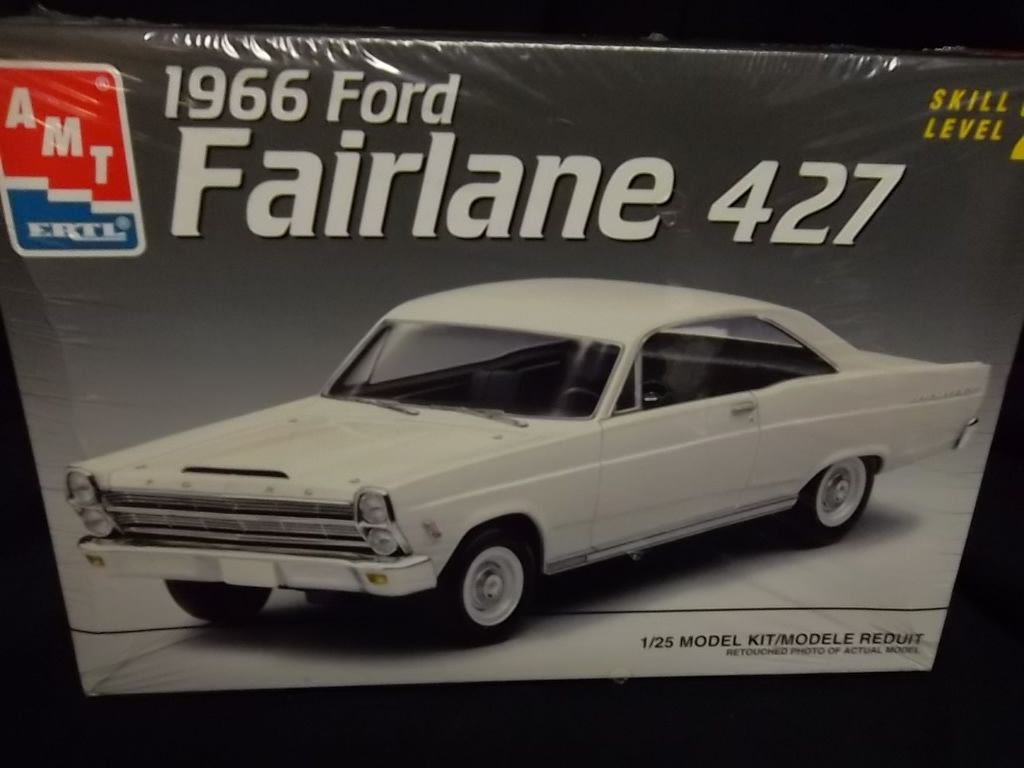 AMT
®
ERTL®
1966 Ford
Fairlane 427
SKILL
LEVEL
FORD
1/25 MODEL KIT/MODELE REDUIT
RETOUCHED PHOTO OF ACTUAL MODEL